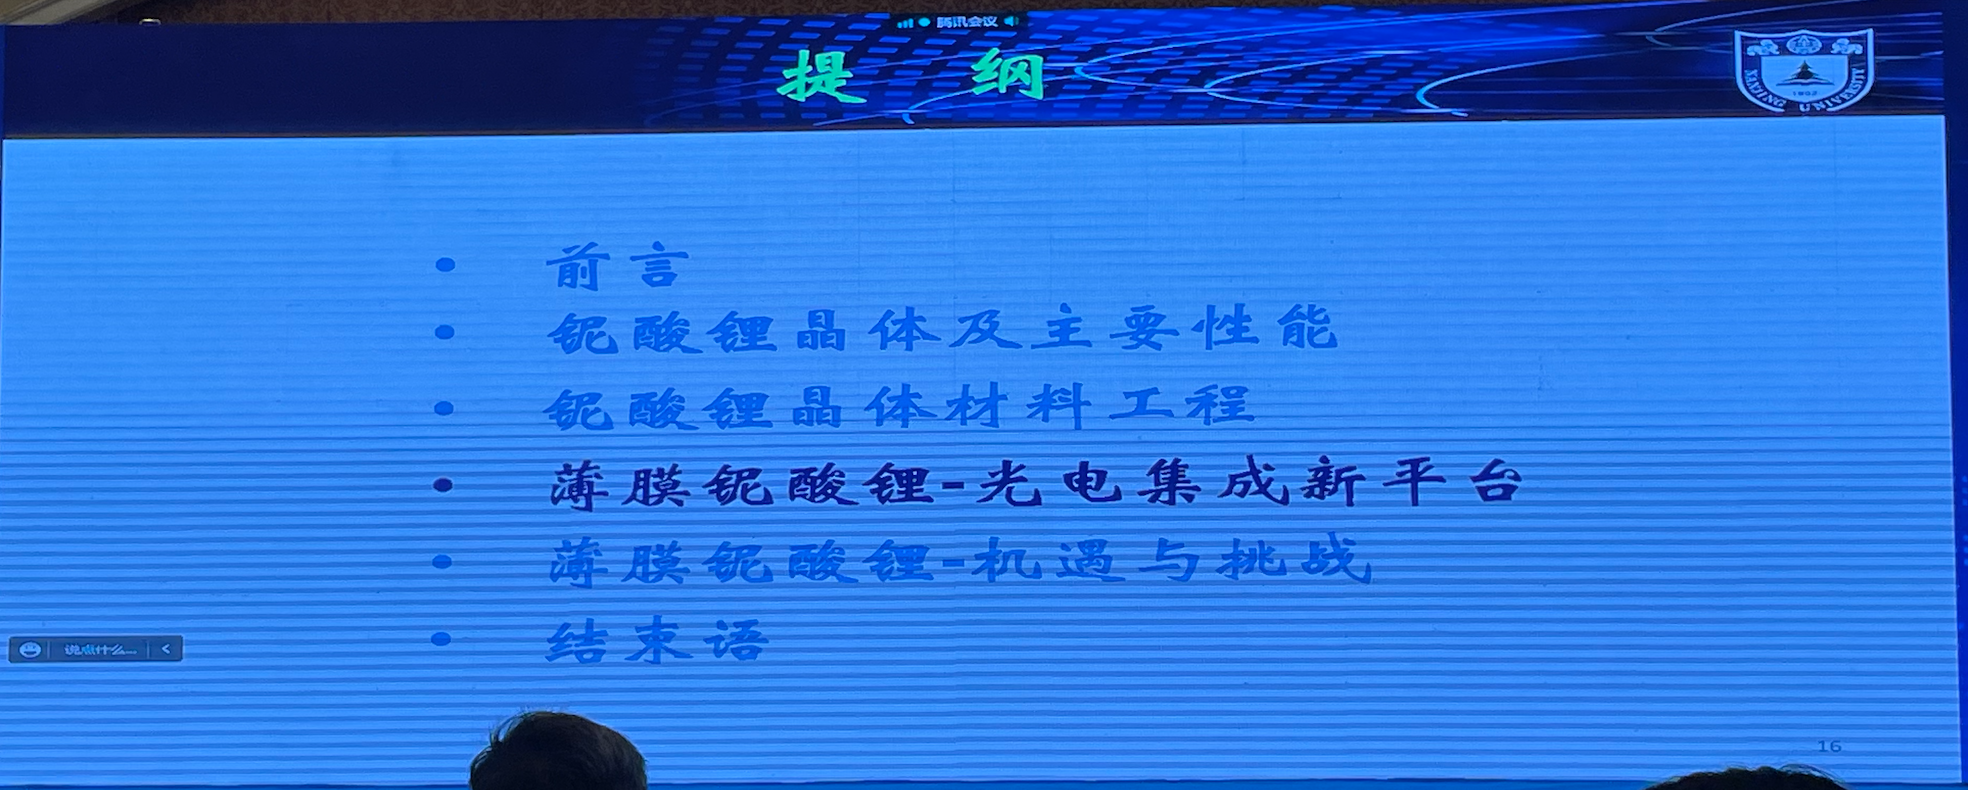 腾讯会议
提 纲
NANJING UNIVERSITY
1902
• 前言
• 铌酸锂晶体及主要性能
• 铌酸锂晶体材料工程
• 薄膜铌酸锂-光电集成新平台
• 薄膜铌酸锂-机遇与挑战
• 结束语
说点什么...
16